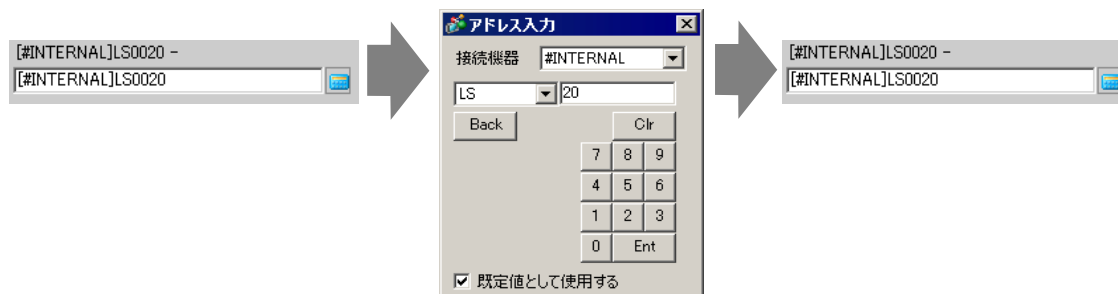 [#INTERNAL]LS0020 -
[#INTERNAL]LS0020
アドレス入力
接続機器 #INTERNAL
LS 20
Back Clr
7 8 9
4 5 6
1 2 3
0 Ent
既定値として使用する
[#INTERNAL]LS0020 -
[#INTERNAL]LS0020